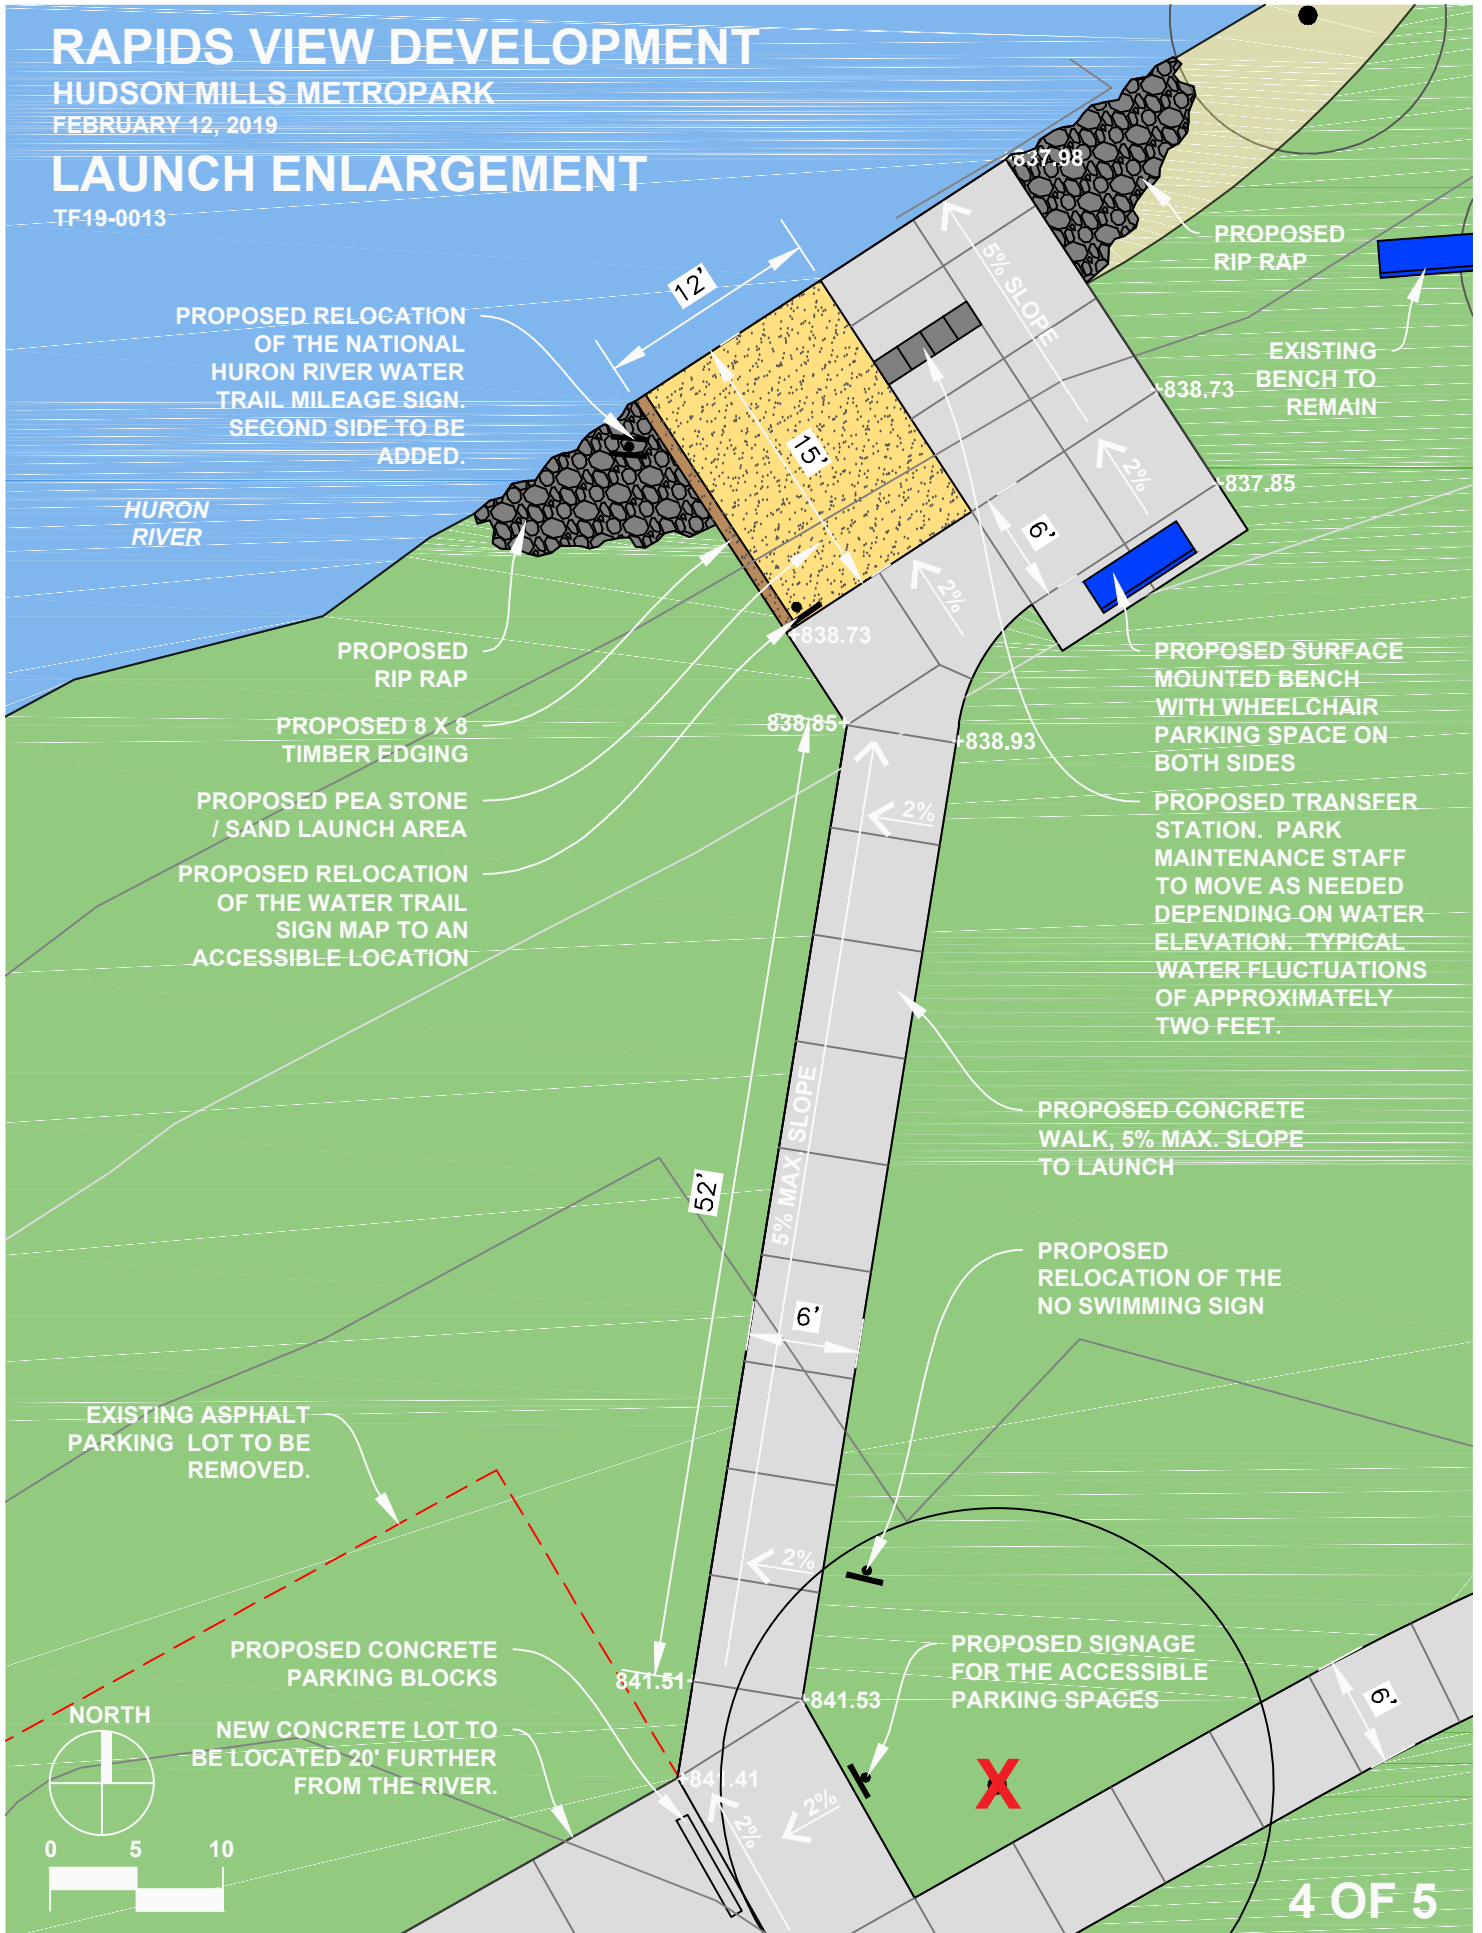 RAPIDS VIEW DEVELOPMENT
HUDSON MILLS METROPARK
FEBRUARY 12, 2019
LAUNCH ENLARGEMENT
TF19-0013
+837.98
PROPOSED
RIP RAP
5% SLOPE
12'
PROPOSED RELOCATION
OF THE NATIONAL
HURON RIVER WATER
TRAIL MILEAGE SIGN.
SECOND SIDE TO BE
ADDED.
EXISTING
BENCH TO
REMAIN
+838.73
15'
2%
+837.85
HURON
RIVER
6'
2%
+838.73
PROPOSED
RIP RAP
PROPOSED 8 X 8
TIMBER EDGING
PROPOSED PEA STONE
/ SAND LAUNCH AREA
PROPOSED RELOCATION
OF THE WATER TRAIL
SIGN MAP TO AN
ACCESSIBLE LOCATION
838.85+
+838.93
2%
PROPOSED SURFACE
MOUNTED BENCH
WITH WHEELCHAIR
PARKING SPACE ON
BOTH SIDES
PROPOSED TRANSFER
STATION. PARK
MAINTENANCE STAFF
TO MOVE AS NEEDED
DEPENDING ON WATER
ELEVATION. TYPICAL
WATER FLUCTUATIONS
OF APPROXIMATELY
TWO FEET.
5% MAX. SLOPE
52'
PROPOSED CONCRETE
WALK, 5% MAX. SLOPE
TO LAUNCH
PROPOSED
RELOCATION OF THE
NO SWIMMING SIGN
6'
EXISTING ASPHALT
PARKING LOT TO BE
REMOVED.
2%
PROPOSED CONCRETE
PARKING BLOCKS
841.51+
+841.53
PROPOSED SIGNAGE
FOR THE ACCESSIBLE
PARKING SPACES
6'
NORTH
NEW CONCRETE LOT TO
BE LOCATED 20' FURTHER
FROM THE RIVER.
+841.41
2%
2%
X
0 5 10
4 OF 5